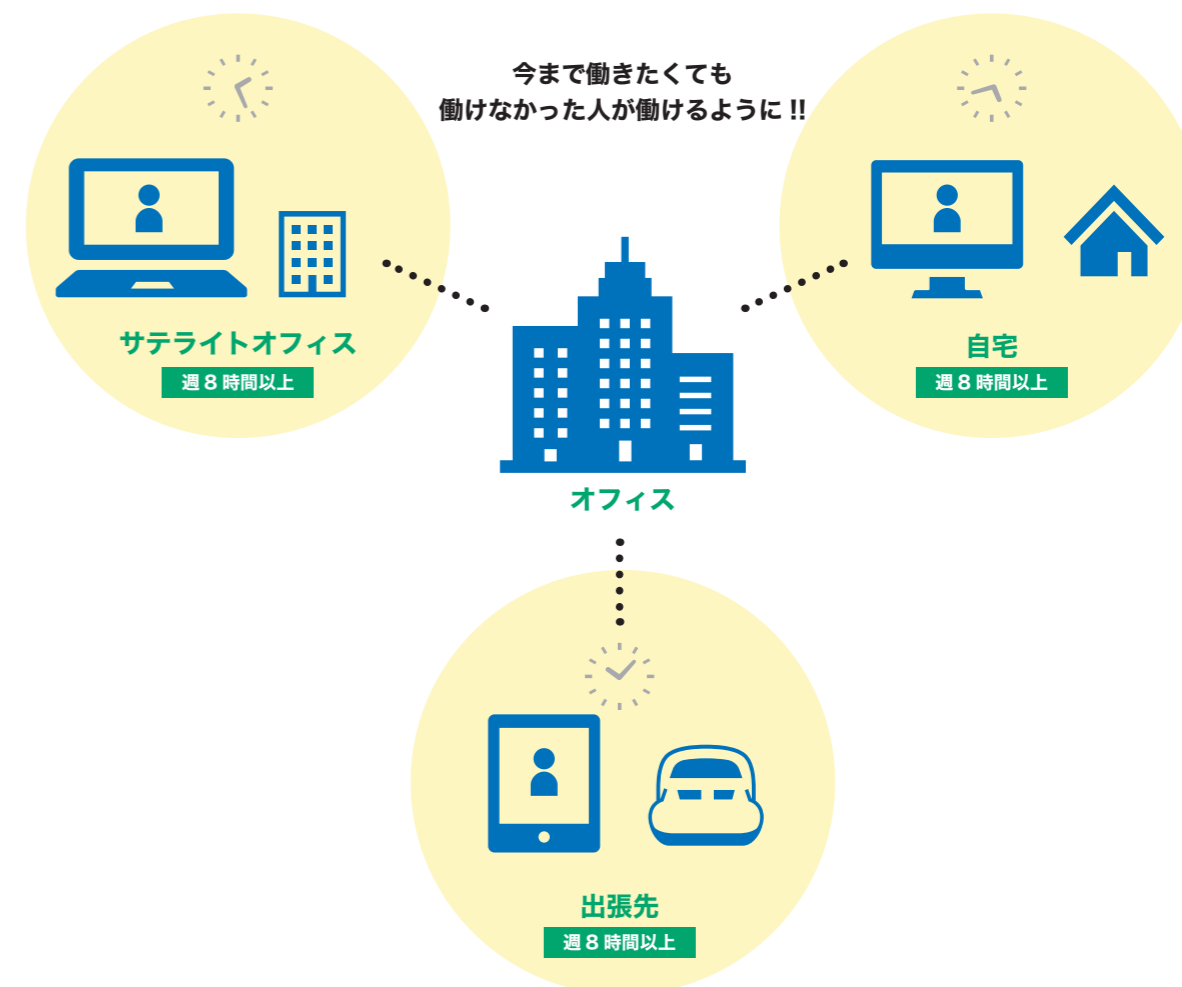 今まで働きたくても
働けなかった人が働けるように !!
サテライトオフィス
週 8 時間以上
自宅
週 8 時間以上
オフィス
出張先
週 8 時間以上